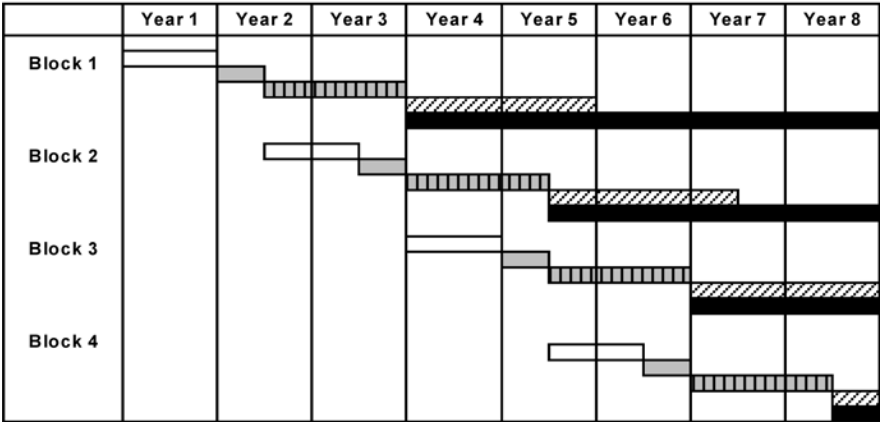 Year 1 Year 2 Year 3 Year 4 Year 5 Year 6 Year 7 Year 8
Block 1
Block 2
Block 3
Block 4